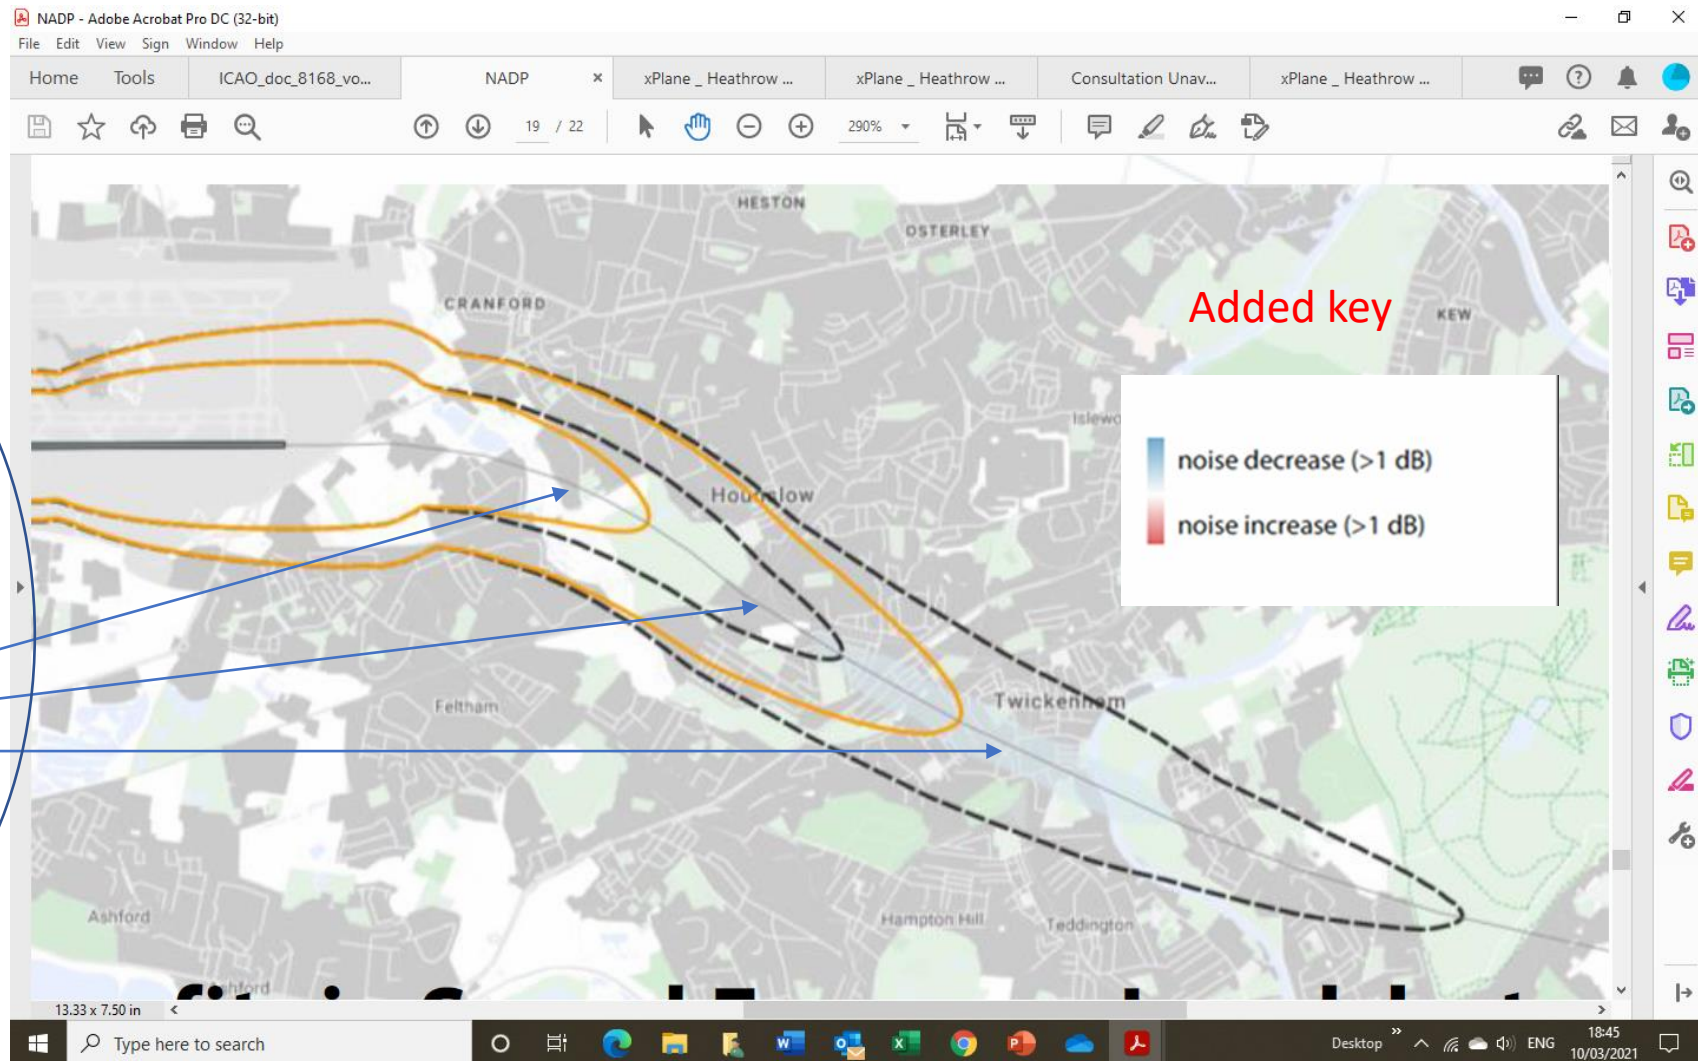 NADP - Adobe Acrobat Pro DC (32-bit)
File Edit View Sign Window Help
Home Tools ICAO_doc_8168_vo... NADP × xPlane _ Heathrow ... xPlane _ Heathrow ... Consultation Unav... xPlane _ Heathrow ...
19 / 22 290%
HESTON
OSTERLEY
CRANFORD
Added key
KEW
Islewo
noise decrease (>1 dB)
Hounslow
noise increase (>1 dB)
Twickenham
Feltham
Ashford
Hampton Hill
Teddington
Ashford
13.33 x 7.50 in
Type here to search
Desktop
ENG
18:45
10/03/2021